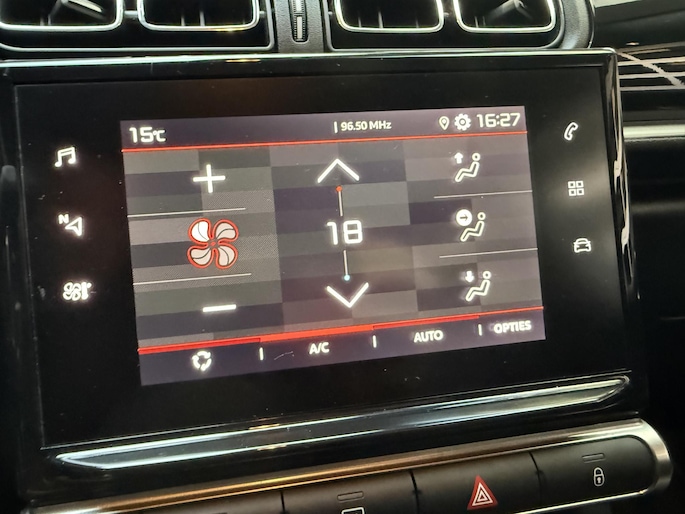 15℃ | 96.50 MHz 16:27
N
18
A/C | AUTO | OPTIES